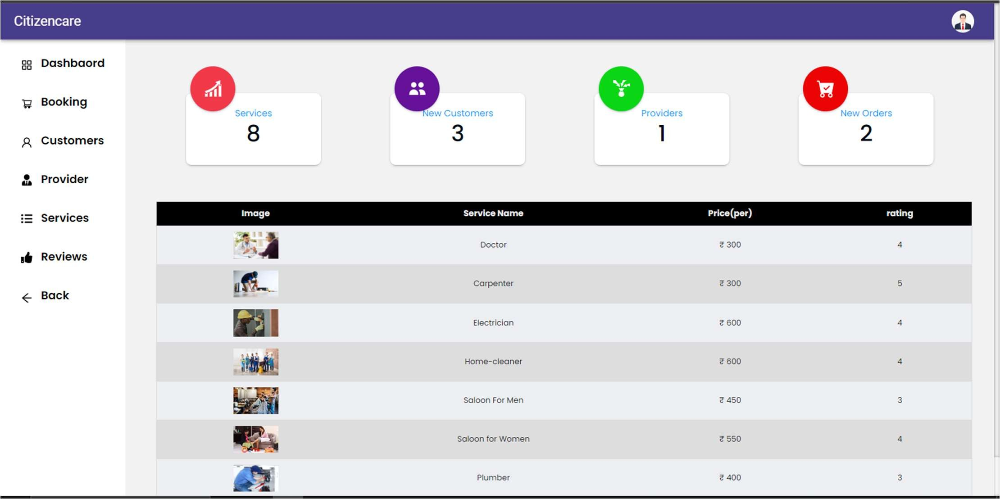 Citizencare
Dashbaord
Booking
Customers
Provider
Services
Reviews
Back
Services
8
New Customers
3
Providers
1
New Orders
2
Image Service Name Price(per) rating
Doctor ₹ 300 4
Carpenter ₹ 300 5
Electrician ₹ 600 4
Home-cleaner ₹ 600 4
Saloon For Men ₹ 450 3
Saloon for Women ₹ 550 4
Plumber ₹ 400 3